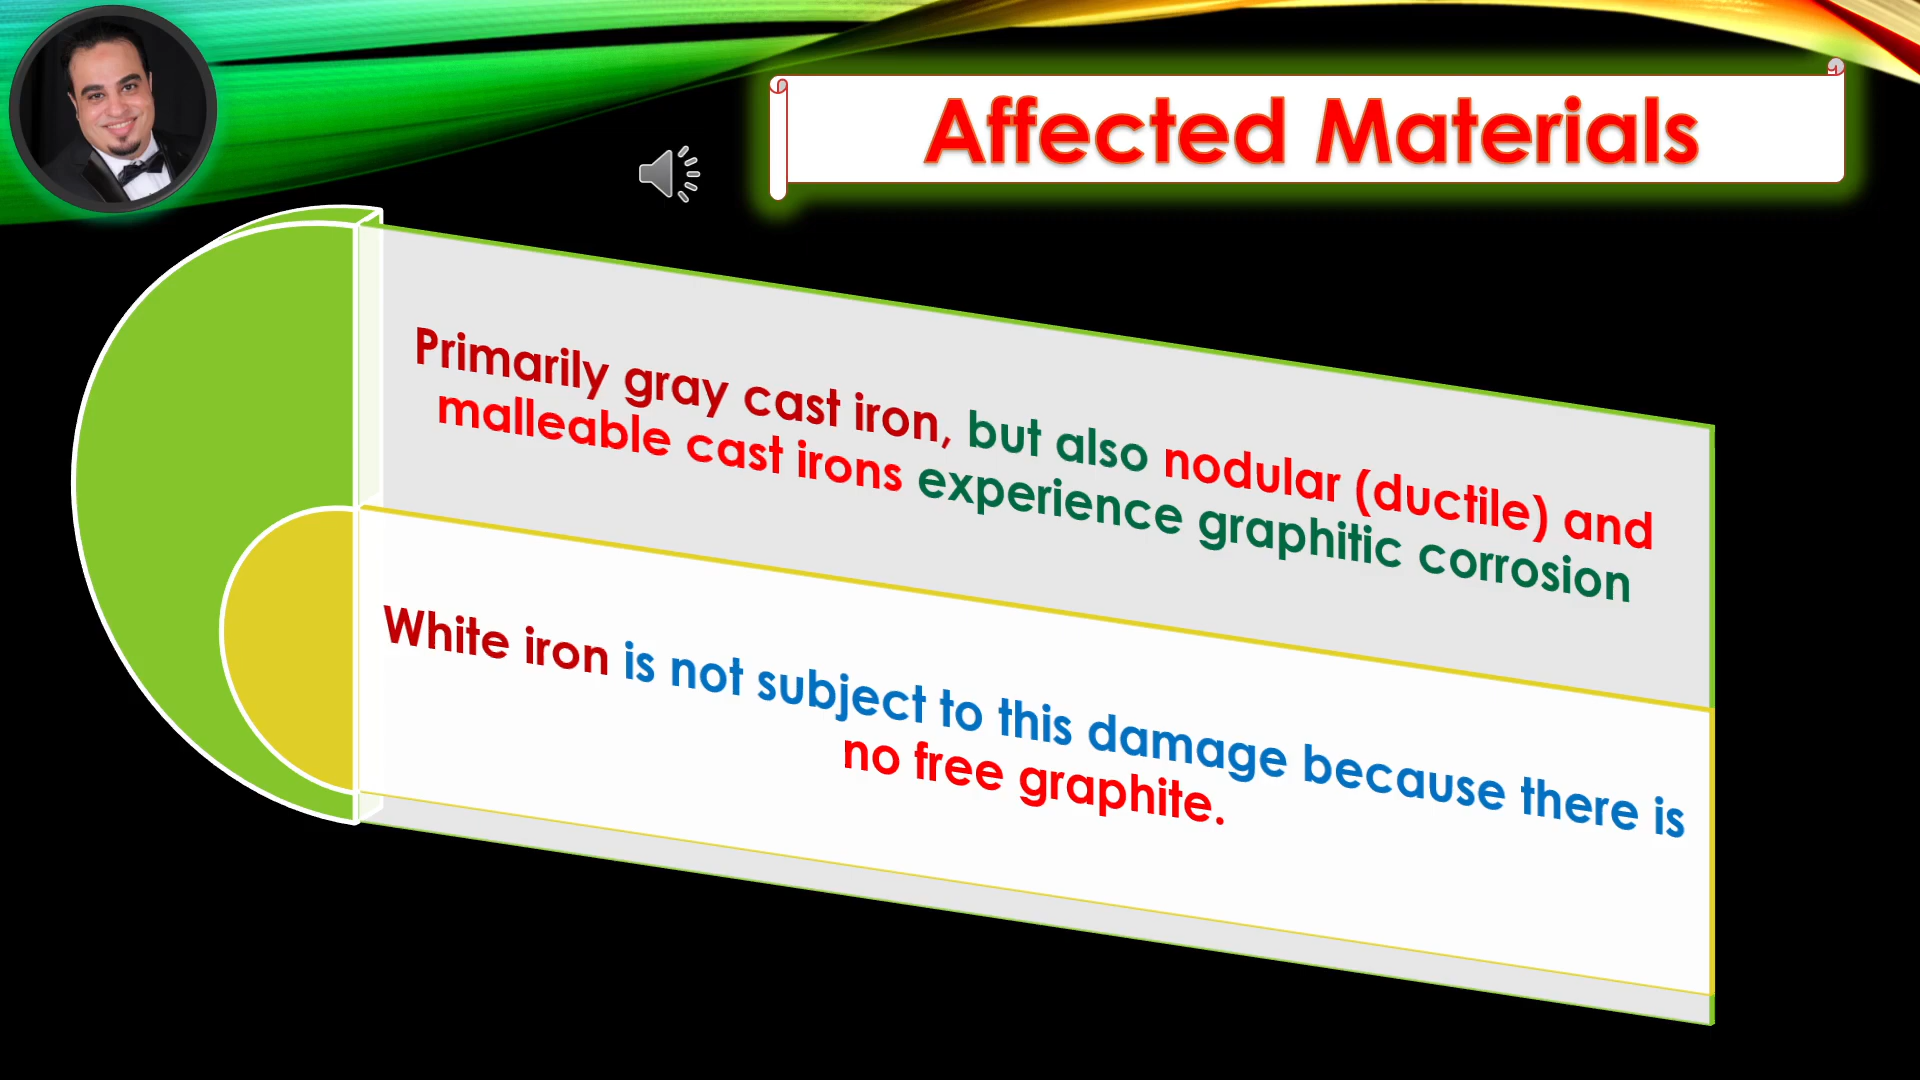 Affected Materials
Primarily gray cast iron, but also nodular (ductile) and
malleable cast irons experience graphitic corrosion
White iron is not subject to this damage because there is
no free graphite.